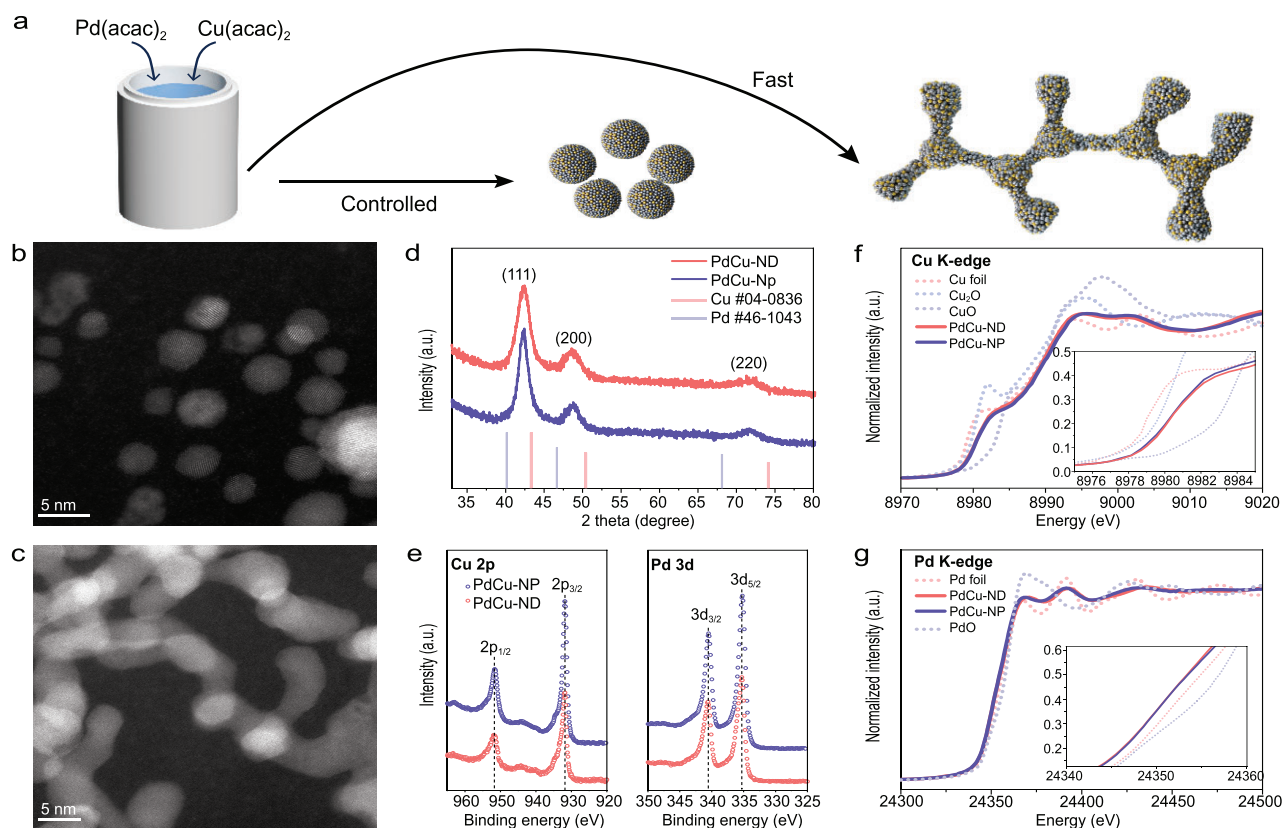 a
Pd(acac)₂
Cu(acac)₂
Fast
Controlled
b
5 nm
c
5 nm
d
(111)
(200)
(220)
PdCu-ND
PdCu-Np
Cu #04-0836
Pd #46-1043
Intensity (a.u.)
35 40 45 50 55 60 65 70 75 80
2 theta (degree)
e
Cu 2p
PdCu-NP
PdCu-ND
2p₃/₂
2p₁/₂
Intensity (a.u.)
965 950 940 930 920
Binding energy (eV)
Pd 3d
3d₅/₂
3d₃/₂
350 345 340 335 330 325
Binding energy (eV)
f
Cu K-edge
Cu foil
Cu₂O
CuO
PdCu-ND
PdCu-NP
Normalized intensity (a.u.)
0.5
0.4
0.3
0.2
0.1
0.0
8976 8978 8980 8982 8984
8970 8980 8990 9000 9010 9020
Energy (eV)
g
Pd K-edge
Pd foil
PdCu-ND
PdCu-NP
PdO
Normalized intensity (a.u.)
0.6
0.5
0.4
0.3
0.2
24340 24350 24360
24300 24350 24400 24450 24500
Energy (eV)